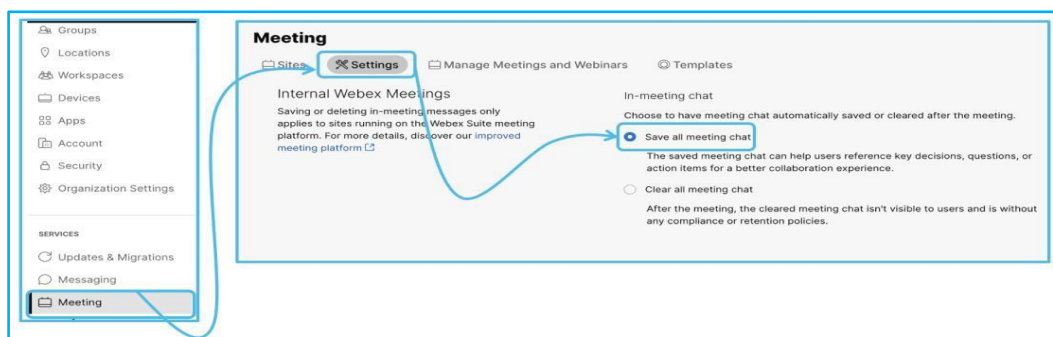 Groups
Locations
Workspaces
Devices
Apps
Account
Security
Organization Settings
SERVICES
Updates & Migrations
Messaging
Meeting
Meeting
Sites
Settings
Manage Meetings and Webinars
Templates
Internal Webex Meetings
Saving or deleting in-meeting messages only
applies to sites running on the Webex Suite meeting
platform. For more details, discover our improved
meeting platform
In-meeting chat
Choose to have meeting chat automatically saved or cleared after the meeting.
Save all meeting chat
The saved meeting chat can help users reference key decisions, questions, or
action items for a better collaboration experience.
Clear all meeting chat
After the meeting, the cleared meeting chat isn't visible to users and is without
any compliance or retention policies.